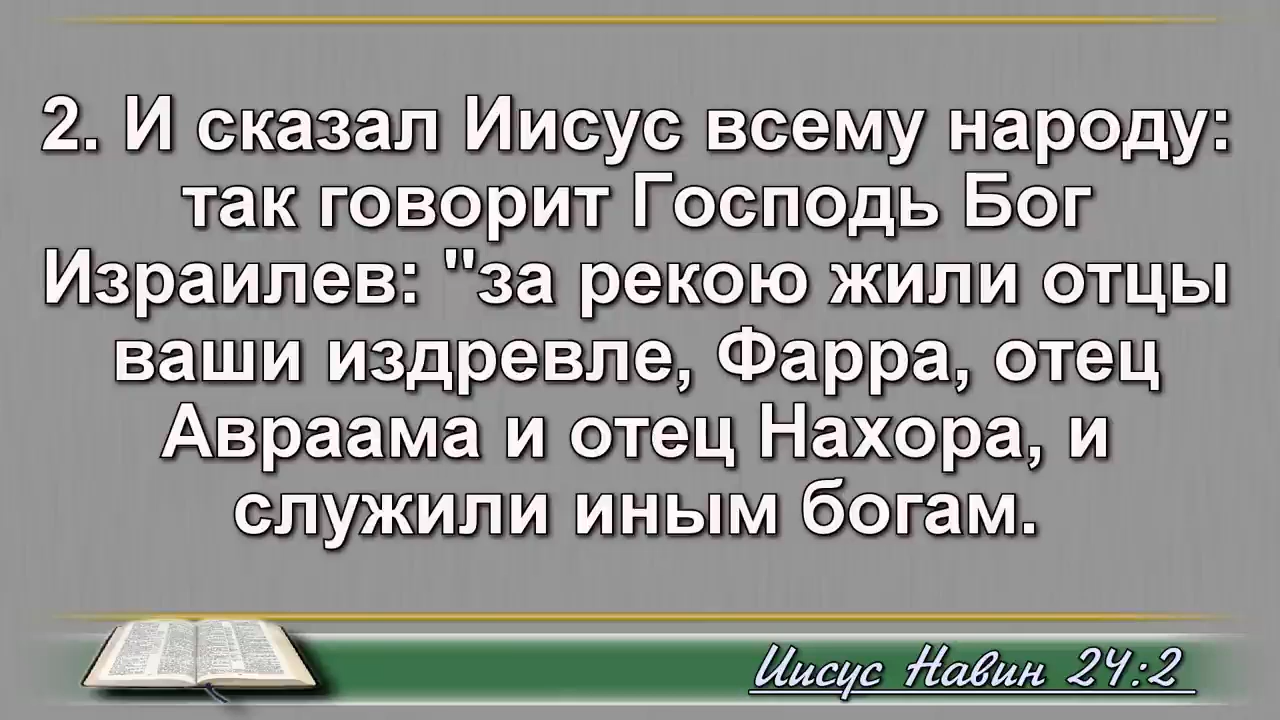 2. И сказал Иисус всему народу:
так говорит Господь Бог
Израилев: "за рекою жили отцы
ваши издревле, Фарра, отец
Авраама и отец Нахора, и
служили иным богам.
Иисус Навин 24:2